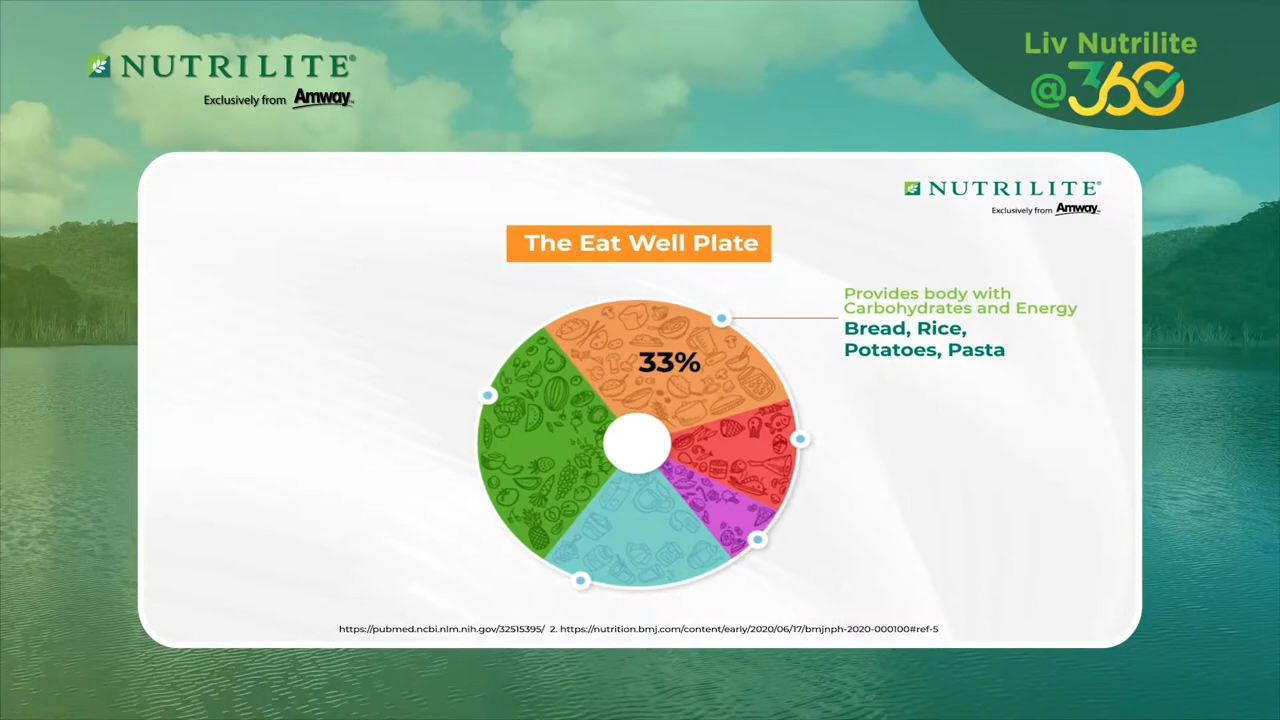 NUTRILITE®
Exclusively from Amway™
Liv Nutrilite
@360
NUTRILITE®
Exclusively from Amway™
The Eat Well Plate
Provides body with
Carbohydrates and Energy
Bread, Rice,
Potatoes, Pasta
33%
https://pubmed.ncbi.nlm.nih.gov/32515395/ 2. https://nutrition.bmj.com/content/early/2020/06/17/bmjnph-2020-000100#ref-5